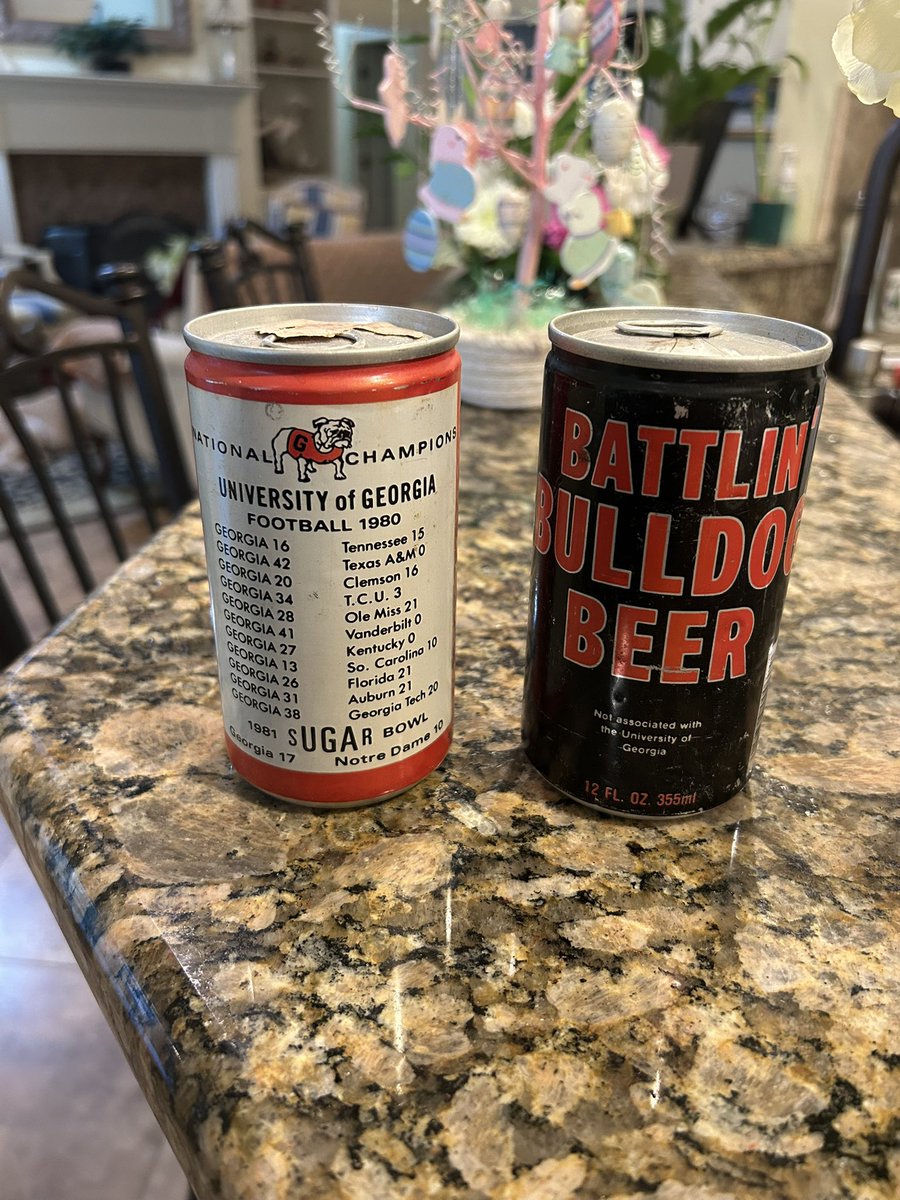 NATIONAL CHAMPIONS
G
UNIVERSITY of GEORGIA
FOOTBALL 1980
GEORGIA 16 Tennessee 15
GEORGIA 42 Texas A&M 0
GEORGIA 20 Clemson 16
GEORGIA 34 T.C.U. 3
GEORGIA 28 Ole Miss 21
GEORGIA 41 Vanderbilt 0
GEORGIA 27 Kentucky 0
GEORGIA 13 So. Carolina 10
GEORGIA 26 Florida 21
GEORGIA 31 Auburn 21
GEORGIA 38 Georgia Tech 20
1981 SUGAR BOWL
Georgia 17 Notre Dame 10
BATTLIN'
BULLDOG
BEER
Not associated with
the University of
Georgia
12 FL. OZ. 355ml